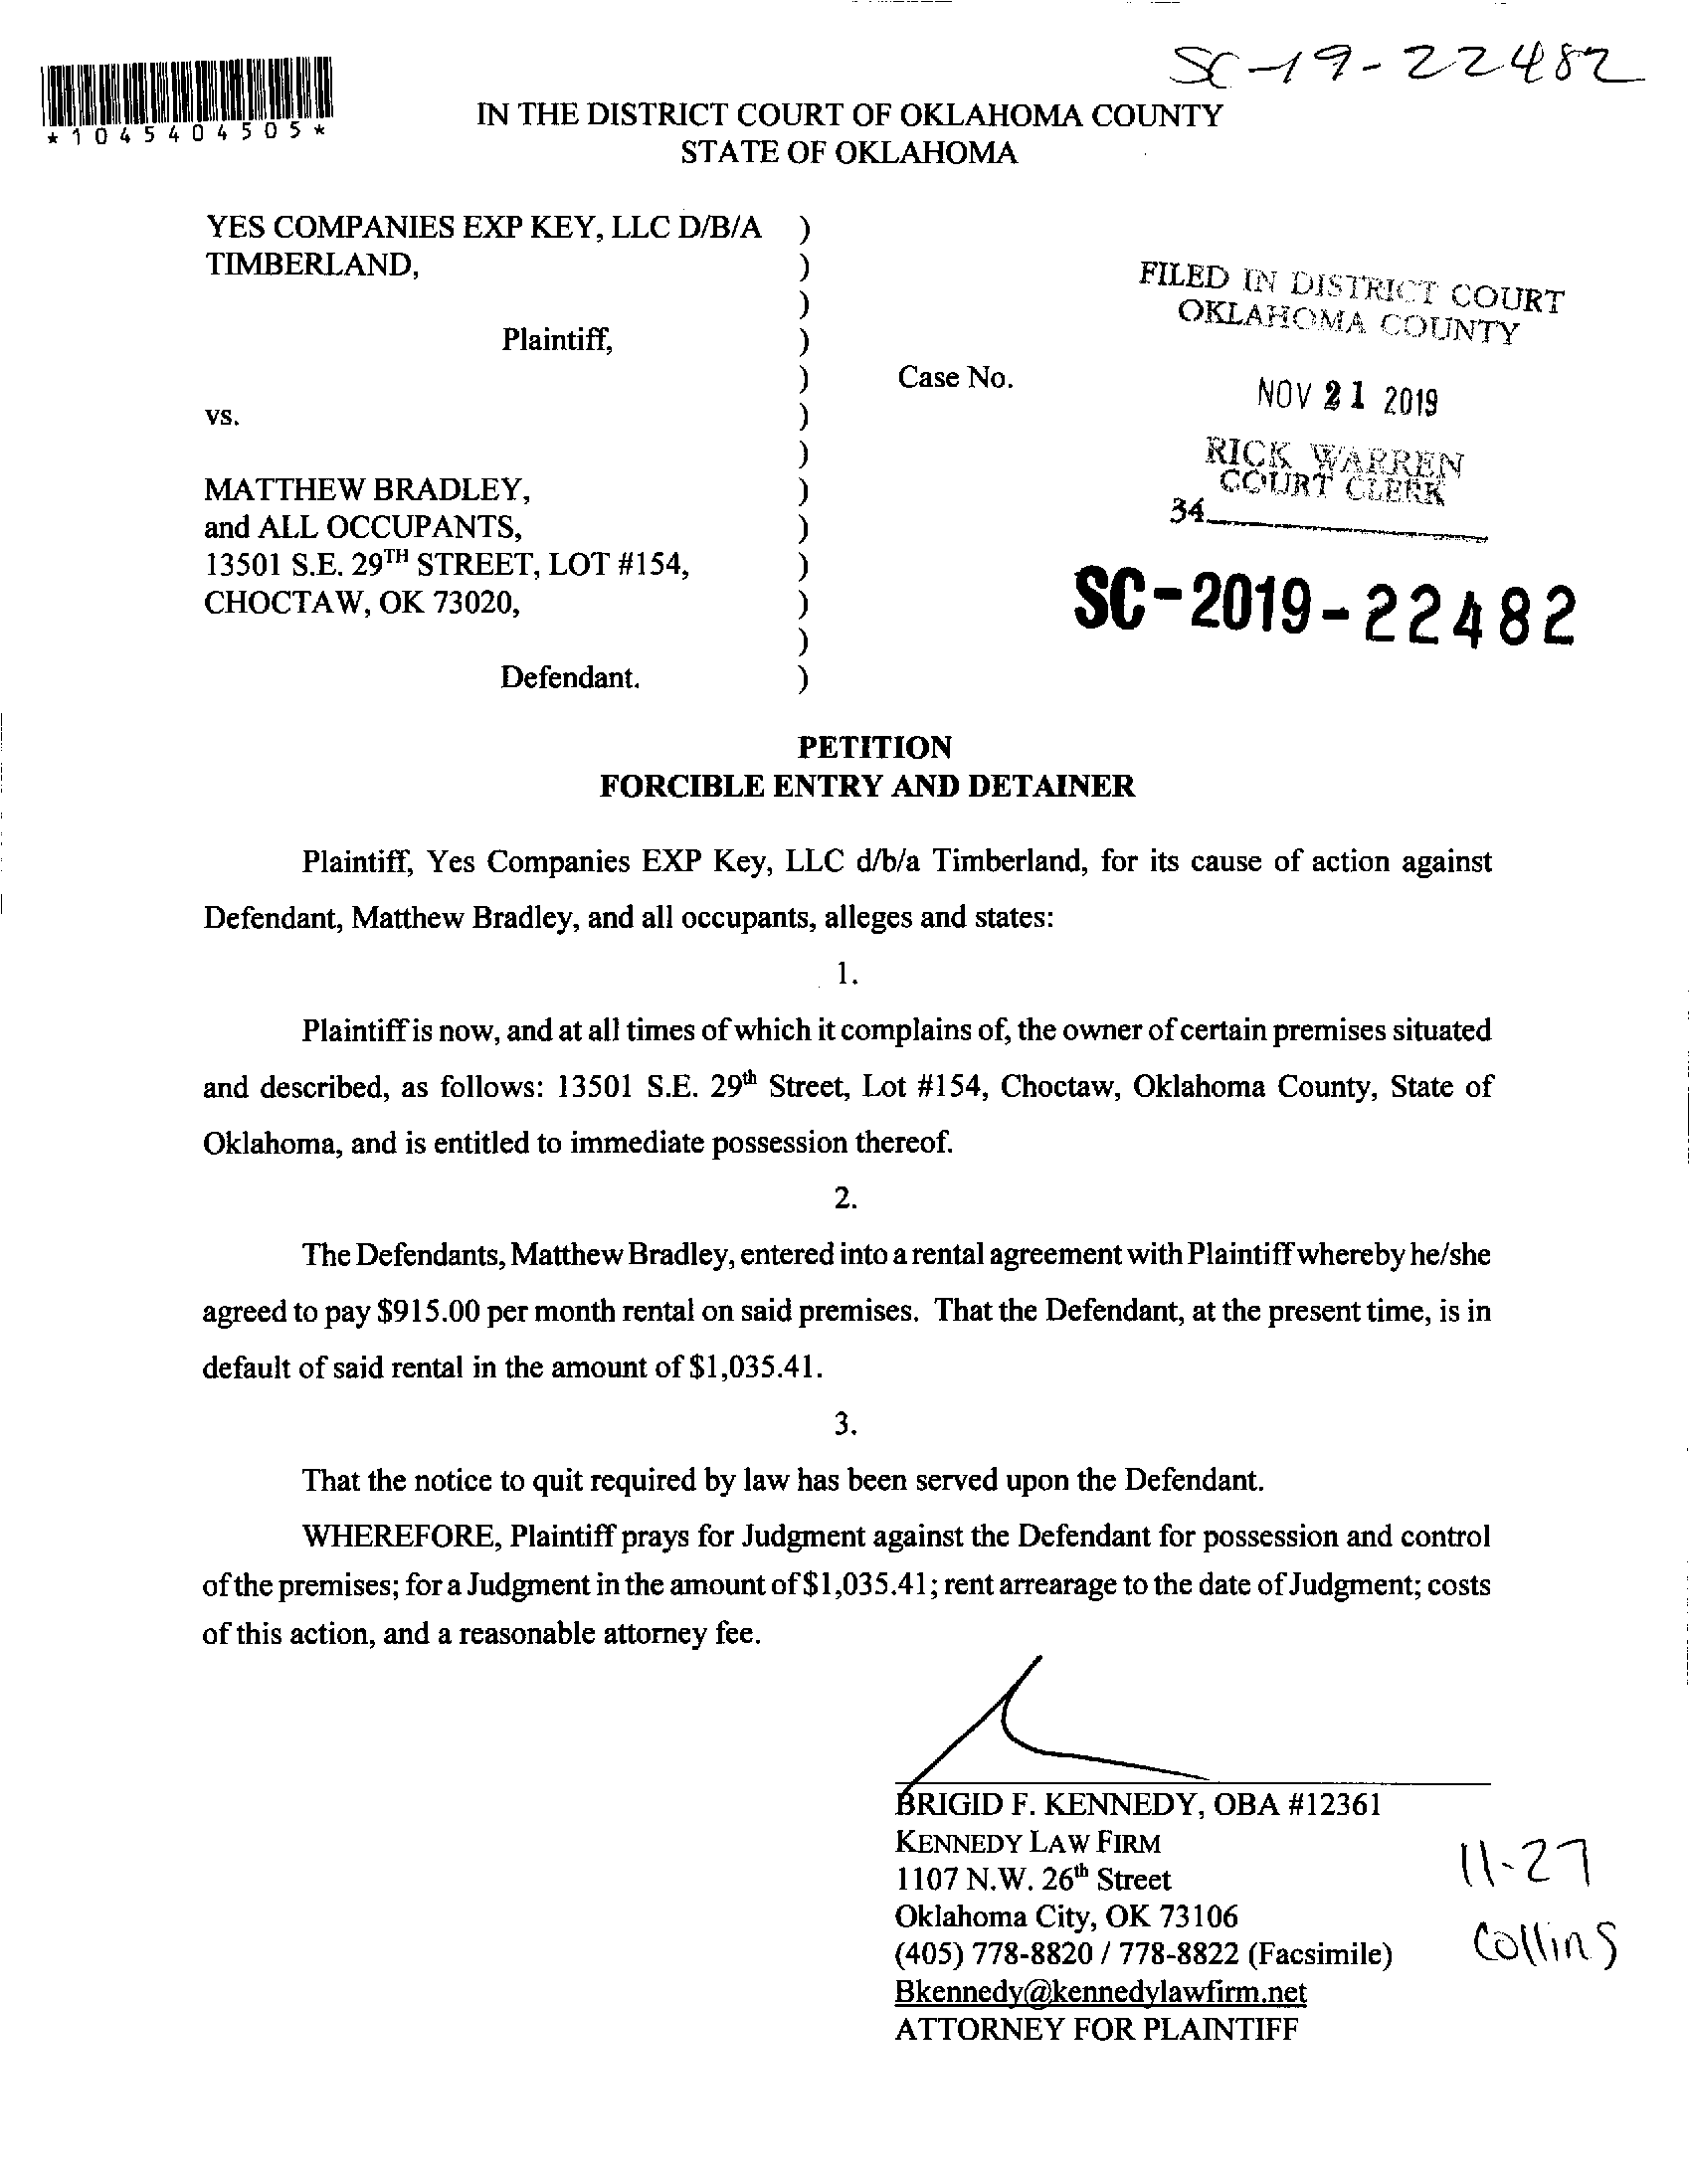 SC-19-22482
*1045404505*
IN THE DISTRICT COURT OF OKLAHOMA COUNTY
STATE OF OKLAHOMA
YES COMPANIES EXP KEY, LLC D/B/A )
TIMBERLAND, )
)
Plaintiff, )
) Case No.
vs. )
)
MATTHEW BRADLEY, )
and ALL OCCUPANTS, )
13501 S.E. 29TH STREET, LOT #154, )
CHOCTAW, OK 73020, )
)
Defendant. )
FILED IN DISTRICT COURT
OKLAHOMA COUNTY
NOV 21 2019
RICK WARREN
COURT CLERK
34
SC-2019-22482
PETITION
FORCIBLE ENTRY AND DETAINER
Plaintiff, Yes Companies EXP Key, LLC d/b/a Timberland, for its cause of action against
Defendant, Matthew Bradley, and all occupants, alleges and states:
1.
Plaintiff is now, and at all times of which it complains of, the owner of certain premises situated
and described, as follows: 13501 S.E. 29th Street, Lot #154, Choctaw, Oklahoma County, State of
Oklahoma, and is entitled to immediate possession thereof.
2.
The Defendants, Matthew Bradley, entered into a rental agreement with Plaintiff whereby he/she
agreed to pay $915.00 per month rental on said premises. That the Defendant, at the present time, is in
default of said rental in the amount of $1,035.41.
3.
That the notice to quit required by law has been served upon the Defendant.
WHEREFORE, Plaintiff prays for Judgment against the Defendant for possession and control
of the premises; for a Judgment in the amount of $1,035.41; rent arrearage to the date of Judgment; costs
of this action, and a reasonable attorney fee.
BRIGID F. KENNEDY, OBA #12361
KENNEDY LAW FIRM
1107 N.W. 26th Street
Oklahoma City, OK 73106
(405) 778-8820 / 778-8822 (Facsimile)
Bkennedy@kennedylawfirm.net
ATTORNEY FOR PLAINTIFF
11-27
Collins